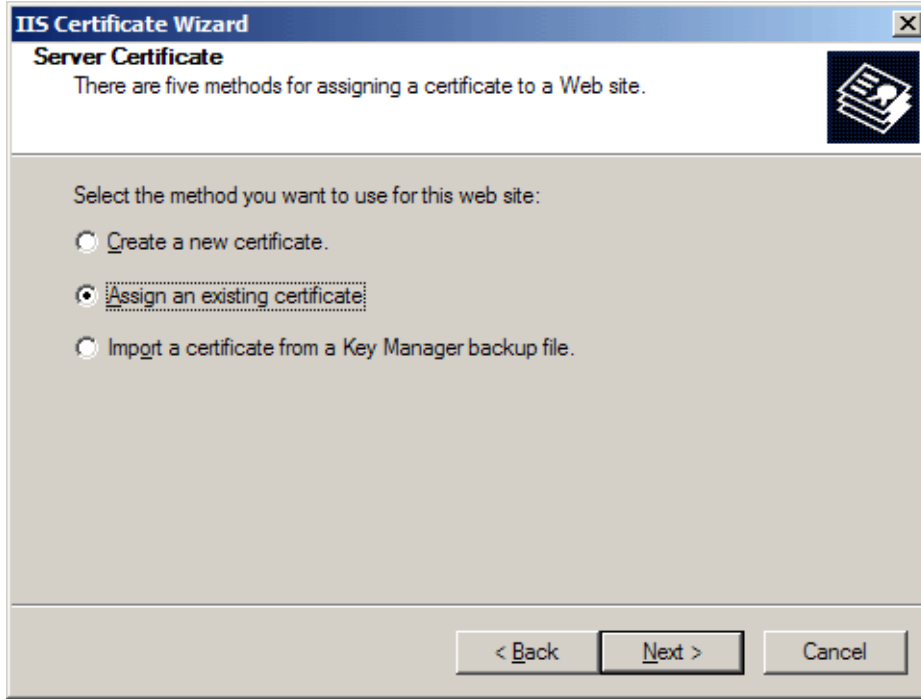 IIS Certificate Wizard
Server Certificate
There are five methods for assigning a certificate to a Web site.
Select the method you want to use for this web site:
Create a new certificate.
Assign an existing certificate
Import a certificate from a Key Manager backup file.
< Back
Next >
Cancel